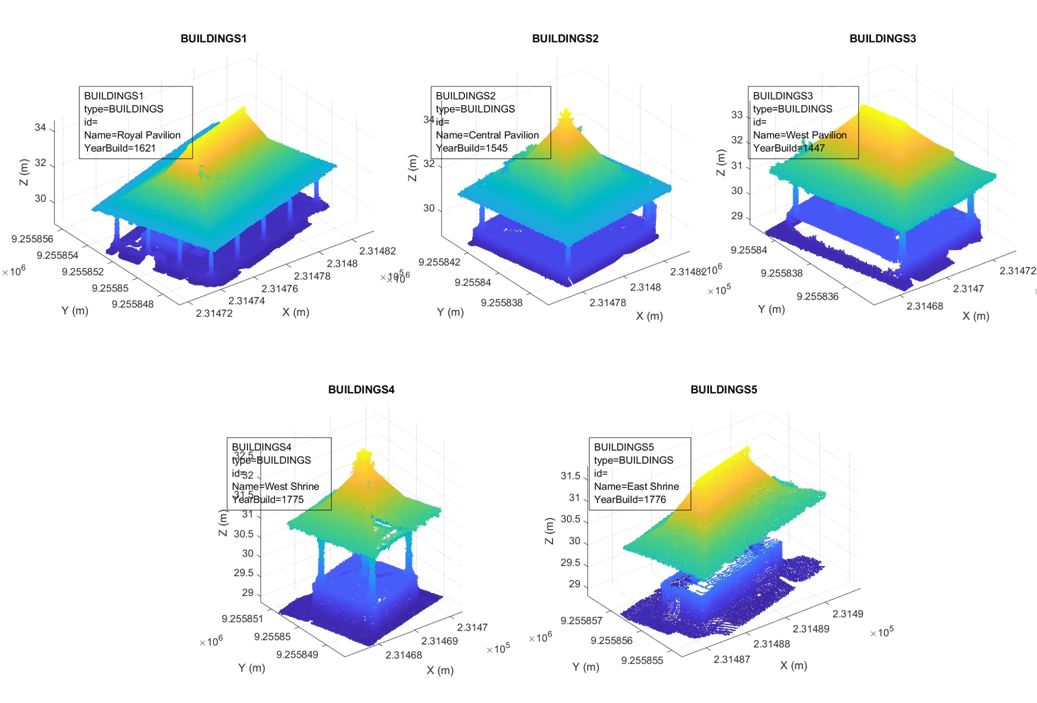 BUILDINGS1
BUILDINGS1
type=BUILDINGS
id=
Name=Royal Pavilion
YearBuild=1621
34
32
30
Z (m)
9.255856
9.255854
9.255852
9.25585
9.255848
×10⁶
Y (m)
2.31472
2.31474
2.31476
2.31478
2.3148
2.31482
X (m)
BUILDINGS2
BUILDINGS2
type=BUILDINGS
id=
Name=Central Pavilion
YearBuild=1545
34
32
30
Z (m)
9.255842
9.25584
9.255838
Y (m)
2.31478
2.3148
2.31482
×10⁵
X (m)
BUILDINGS3
BUILDINGS3
type=BUILDINGS
id=
Name=West Pavilion
YearBuild=1447
33
32
31
30
29
Z (m)
9.25584
9.255838
9.255836
Y (m)
2.31468
2.3147
2.31472
X (m)
BUILDINGS4
BUILDINGS4
type=BUILDINGS
id=
Name=West Shrine
YearBuild=1775
32.5
32
31.5
31
30.5
30
29.5
29
Z (m)
9.255851
9.25585
9.255849
×10⁶
Y (m)
2.31468
2.31469
2.3147
×10⁵
X (m)
BUILDINGS5
BUILDINGS5
type=BUILDINGS
id=
Name=East Shrine
YearBuild=1776
31.5
31
30.5
30
29.5
29
Z (m)
9.255857
9.255856
9.255855
×10⁶
Y (m)
2.31487
2.31488
2.31489
2.3149
×10⁵
X (m)